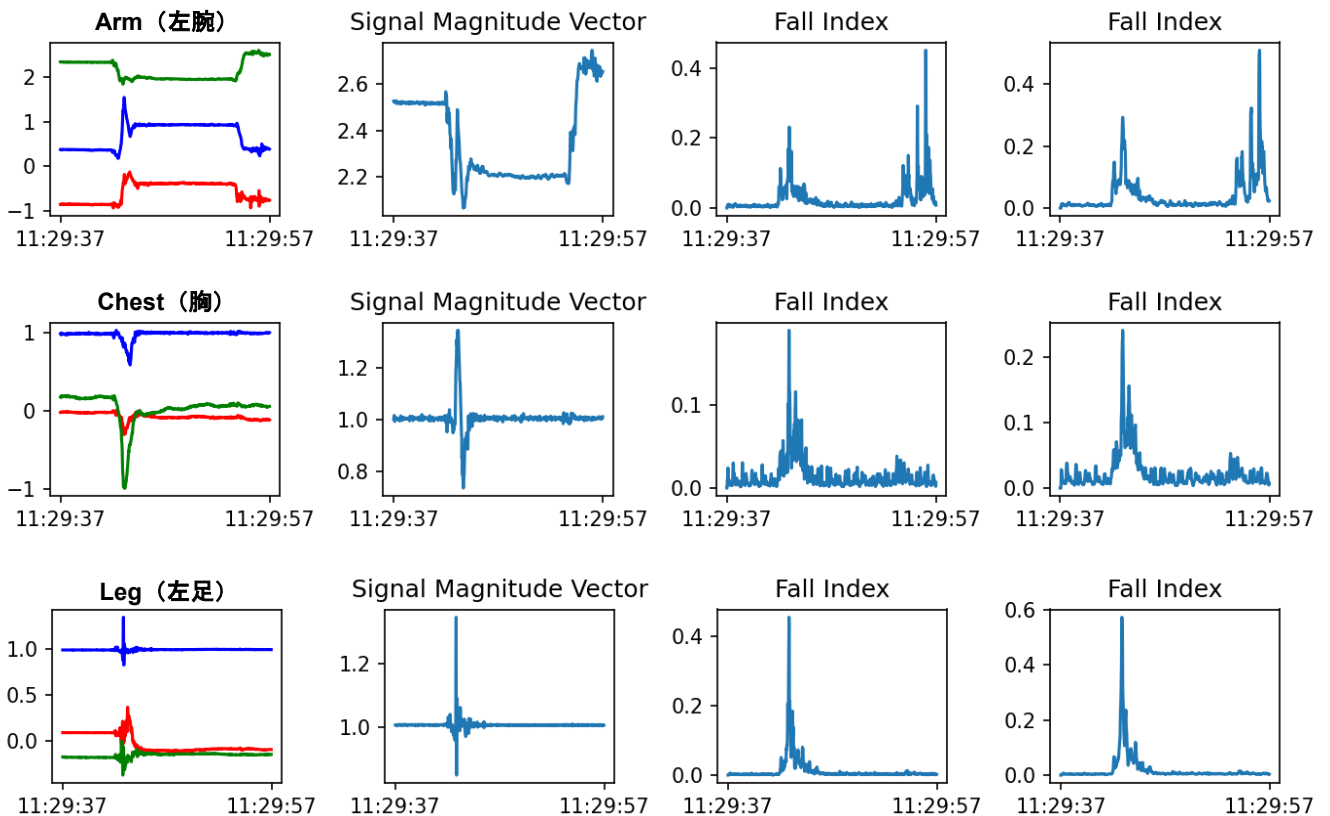 Arm（左腕） Signal Magnitude Vector Fall Index Fall Index
2 1 0 −1
2.6 2.4 2.2
0.4 0.2 0.0
0.4 0.2 0.0
11:29:37 11:29:57 11:29:37 11:29:57 11:29:37 11:29:57 11:29:37 11:29:57
Chest（胸） Signal Magnitude Vector Fall Index Fall Index
1 0 −1
1.2 1.0 0.8
0.1 0.0
0.2 0.1 0.0
11:29:37 11:29:57 11:29:37 11:29:57 11:29:37 11:29:57 11:29:37 11:29:57
Leg（左足） Signal Magnitude Vector Fall Index Fall Index
1.0 0.5 0.0
1.2 1.0
0.4 0.2 0.0
0.6 0.4 0.2 0.0
11:29:37 11:29:57 11:29:37 11:29:57 11:29:37 11:29:57 11:29:37 11:29:57